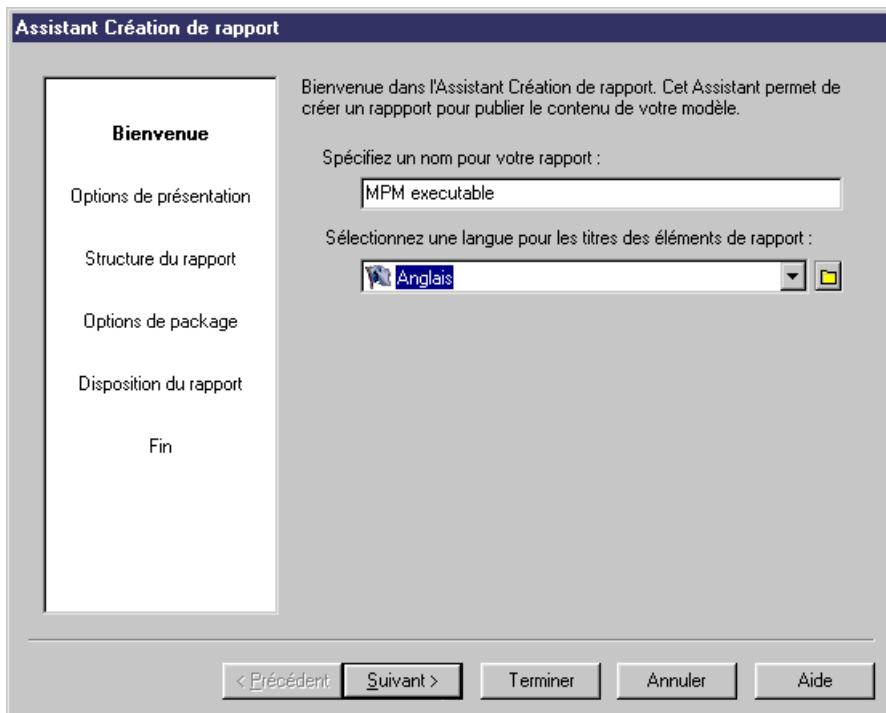 Assistant Création de rapport
Bienvenue
Options de présentation
Structure du rapport
Options de package
Disposition du rapport
Fin
Bienvenue dans l'Assistant Création de rapport. Cet Assistant permet de
créer un rappport pour publier le contenu de votre modèle.
Spécifiez un nom pour votre rapport :
MPM executable
Sélectionnez une langue pour les titres des éléments de rapport :
Anglais
< Précédent
Suivant >
Terminer
Annuler
Aide